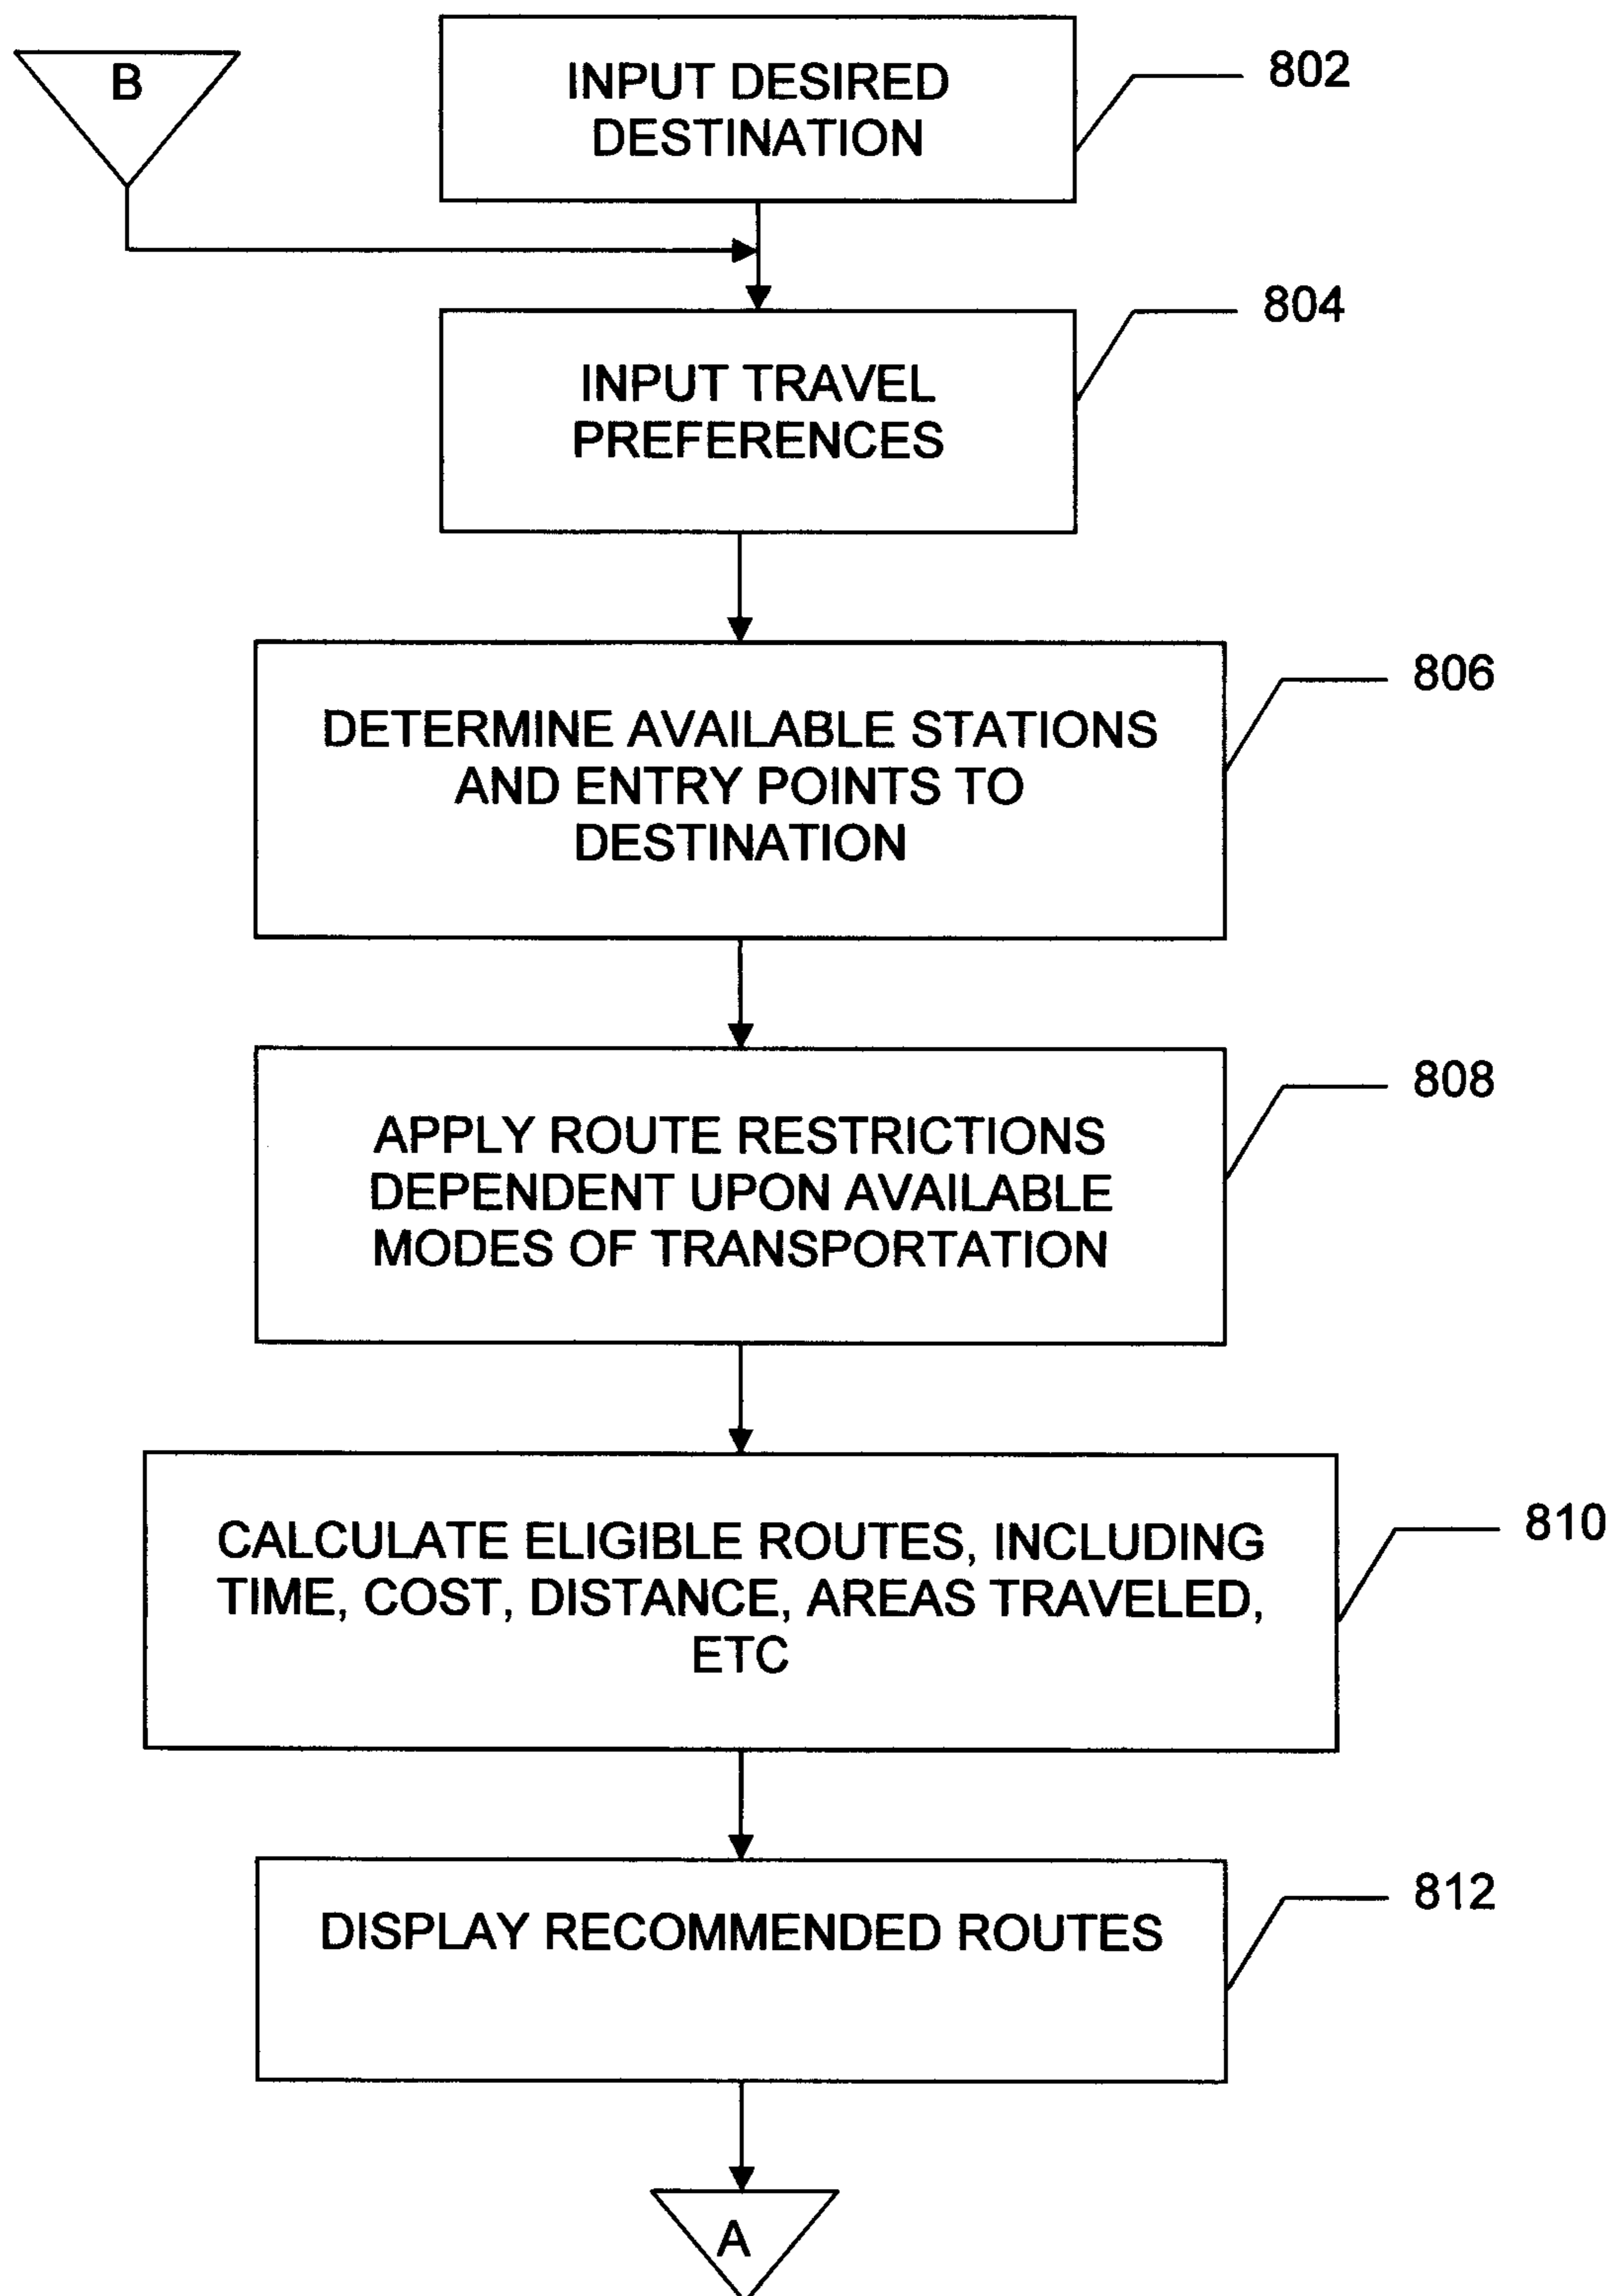 B
INPUT DESIRED
DESTINATION
802
INPUT TRAVEL
PREFERENCES
804
DETERMINE AVAILABLE STATIONS
AND ENTRY POINTS TO
DESTINATION
806
APPLY ROUTE RESTRICTIONS
DEPENDENT UPON AVAILABLE
MODES OF TRANSPORTATION
808
CALCULATE ELIGIBLE ROUTES, INCLUDING
TIME, COST, DISTANCE, AREAS TRAVELED,
ETC
810
DISPLAY RECOMMENDED ROUTES
812
A